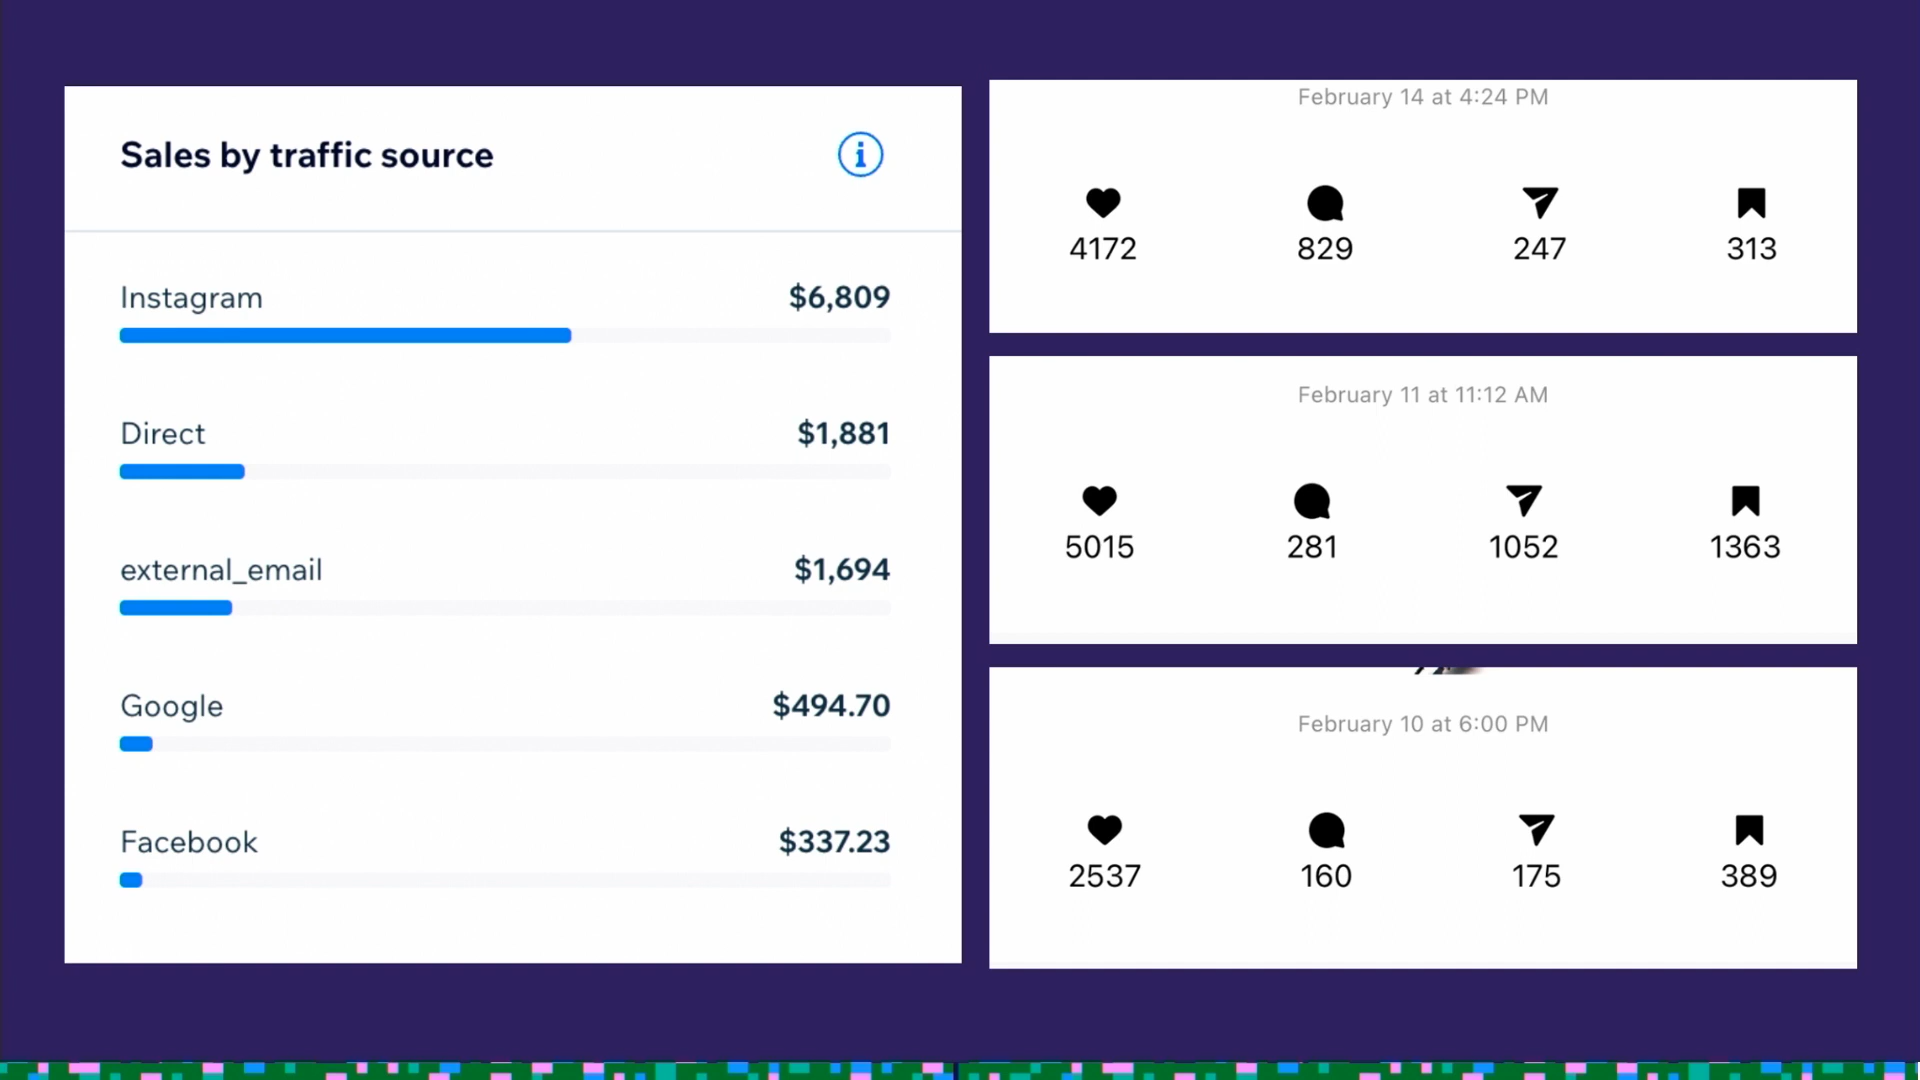 Sales by traffic source
Instagram $6,809
Direct $1,881
external_email $1,694
Google $494.70
Facebook $337.23
February 14 at 4:24 PM
4172 829 247 313
February 11 at 11:12 AM
5015 281 1052 1363
February 10 at 6:00 PM
2537 160 175 389